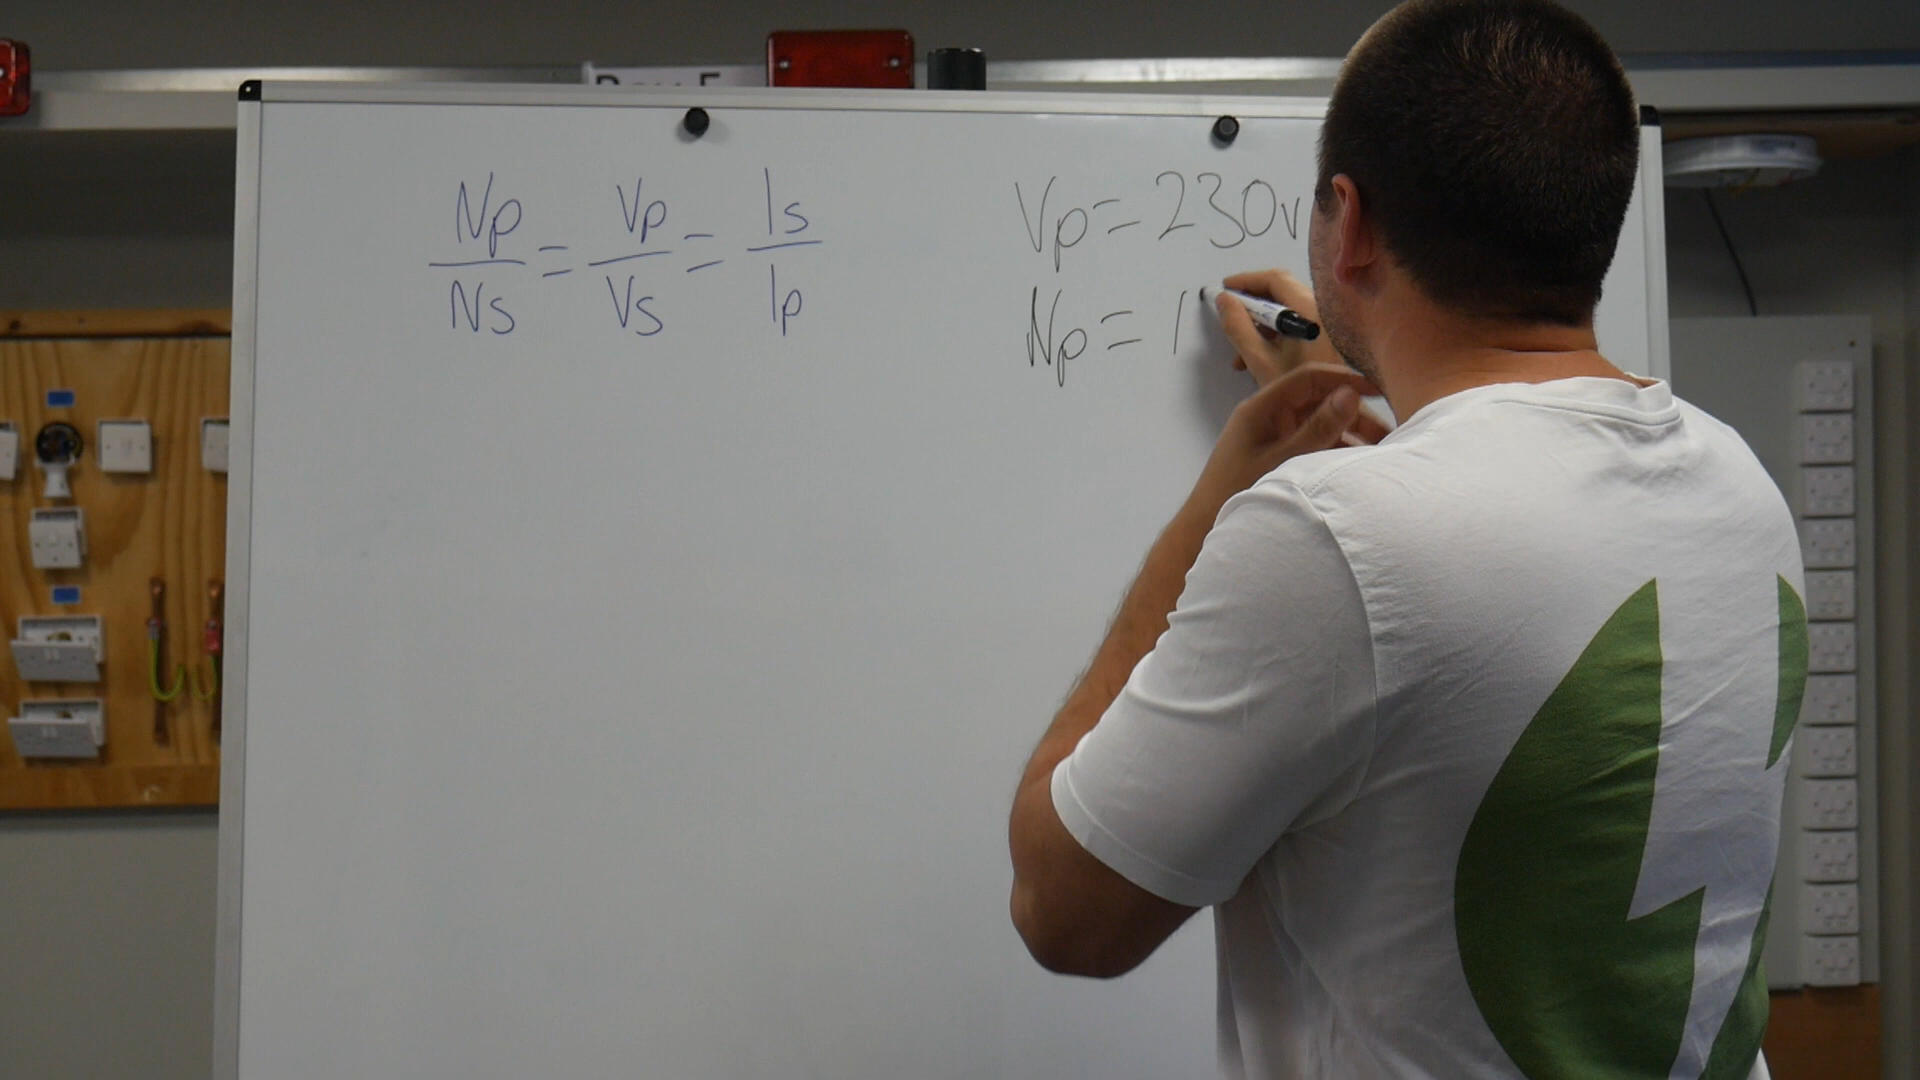 Np/Ns = Vp/Vs = Is/Ip
Vp = 230v
Np = 1